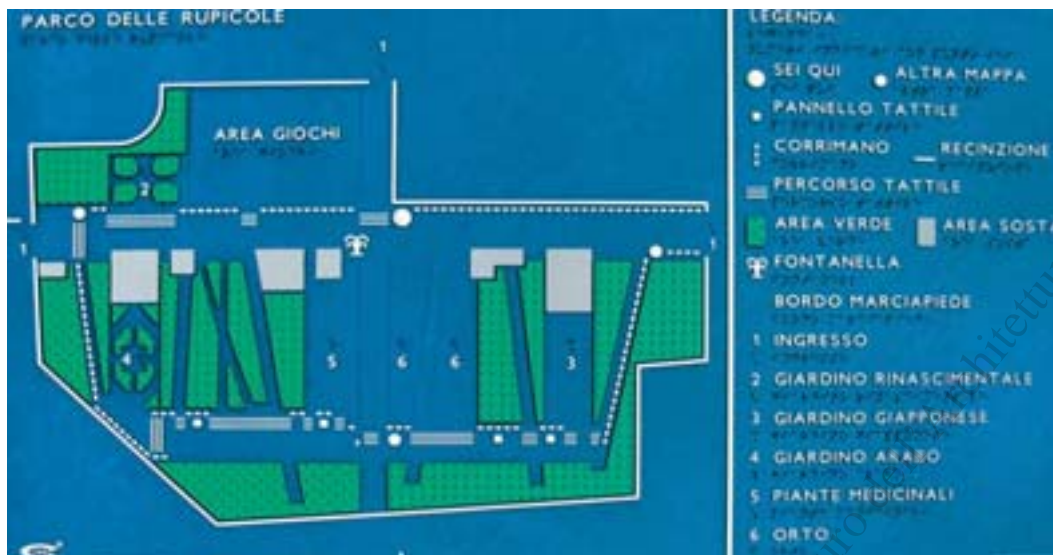 PARCO DELLE RUPICOLE
1
AREA GIOCHI
2
1
1
4
5
6
6
3
LEGENDA
SEI QUI
ALTRA MAPPA
PANNELLO TATTILE
CORRIMANO
RECINZIONE
PERCORSO TATTILE
AREA VERDE
AREA SOSTA
FONTANELLA
BORDO MARCIAPIEDE
1 INGRESSO
2 GIARDINO RINASCIMENTALE
3 GIARDINO GIAPPONESE
4 GIARDINO ARABO
5 PIANTE MEDICINALI
6 ORTO